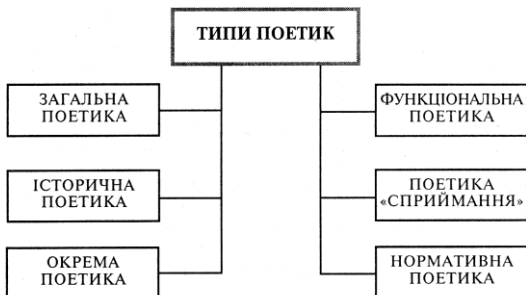 ТИПИ ПОЕТИК
ЗАГАЛЬНА
ПОЕТИКА
ІСТОРИЧНА
ПОЕТИКА
ОКРЕМА
ПОЕТИКА
ФУНКЦІОНАЛЬНА
ПОЕТИКА
ПОЕТИКА
«СПРИЙМАННЯ»
НОРМАТИВНА
ПОЕТИКА